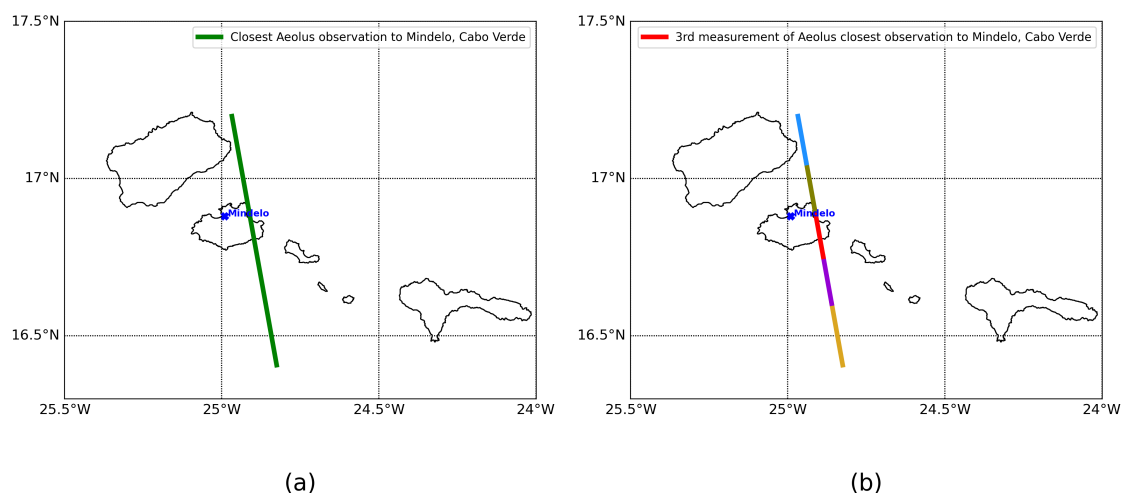 17.5°N
Closest Aeolus observation to Mindelo, Cabo Verde
17°N
Mindelo
16.5°N
25.5°W
25°W
24.5°W
24°W
(a)
17.5°N
3rd measurement of Aeolus closest observation to Mindelo, Cabo Verde
17°N
Mindelo
16.5°N
25.5°W
25°W
24.5°W
24°W
(b)